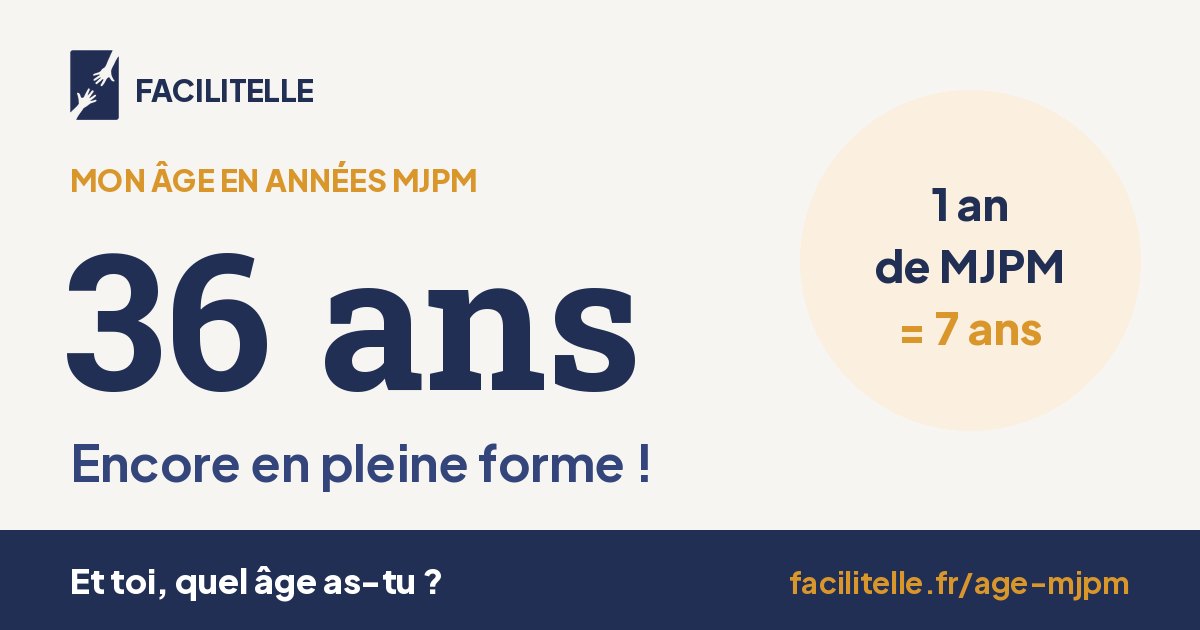 FACILITELLE
MON ÂGE EN ANNÉES MJPM
36 ans
Encore en pleine forme !
1 an
de MJPM
= 7 ans
Et toi, quel âge as-tu ?
facilitelle.fr/age-mjpm